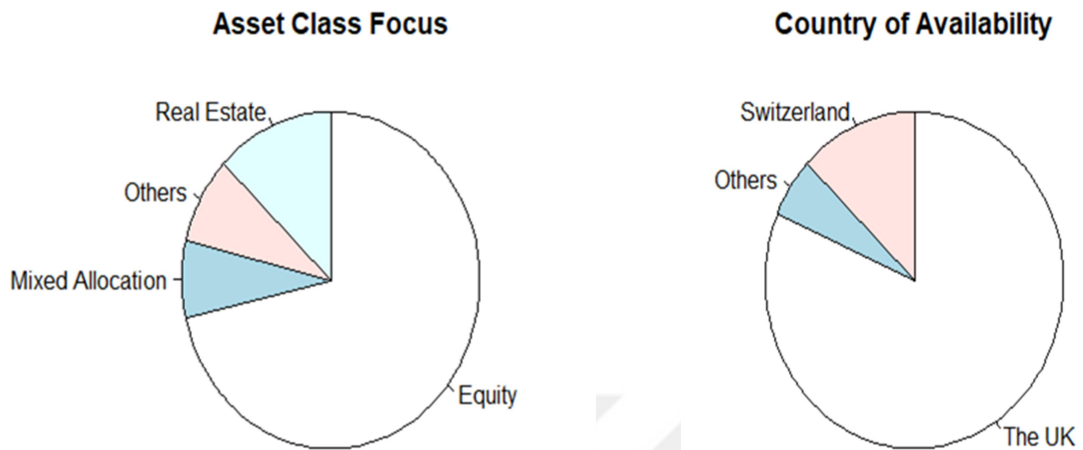 Asset Class Focus
Real Estate
Others
Mixed Allocation
Equity
Country of Availability
Switzerland
Others
The UK